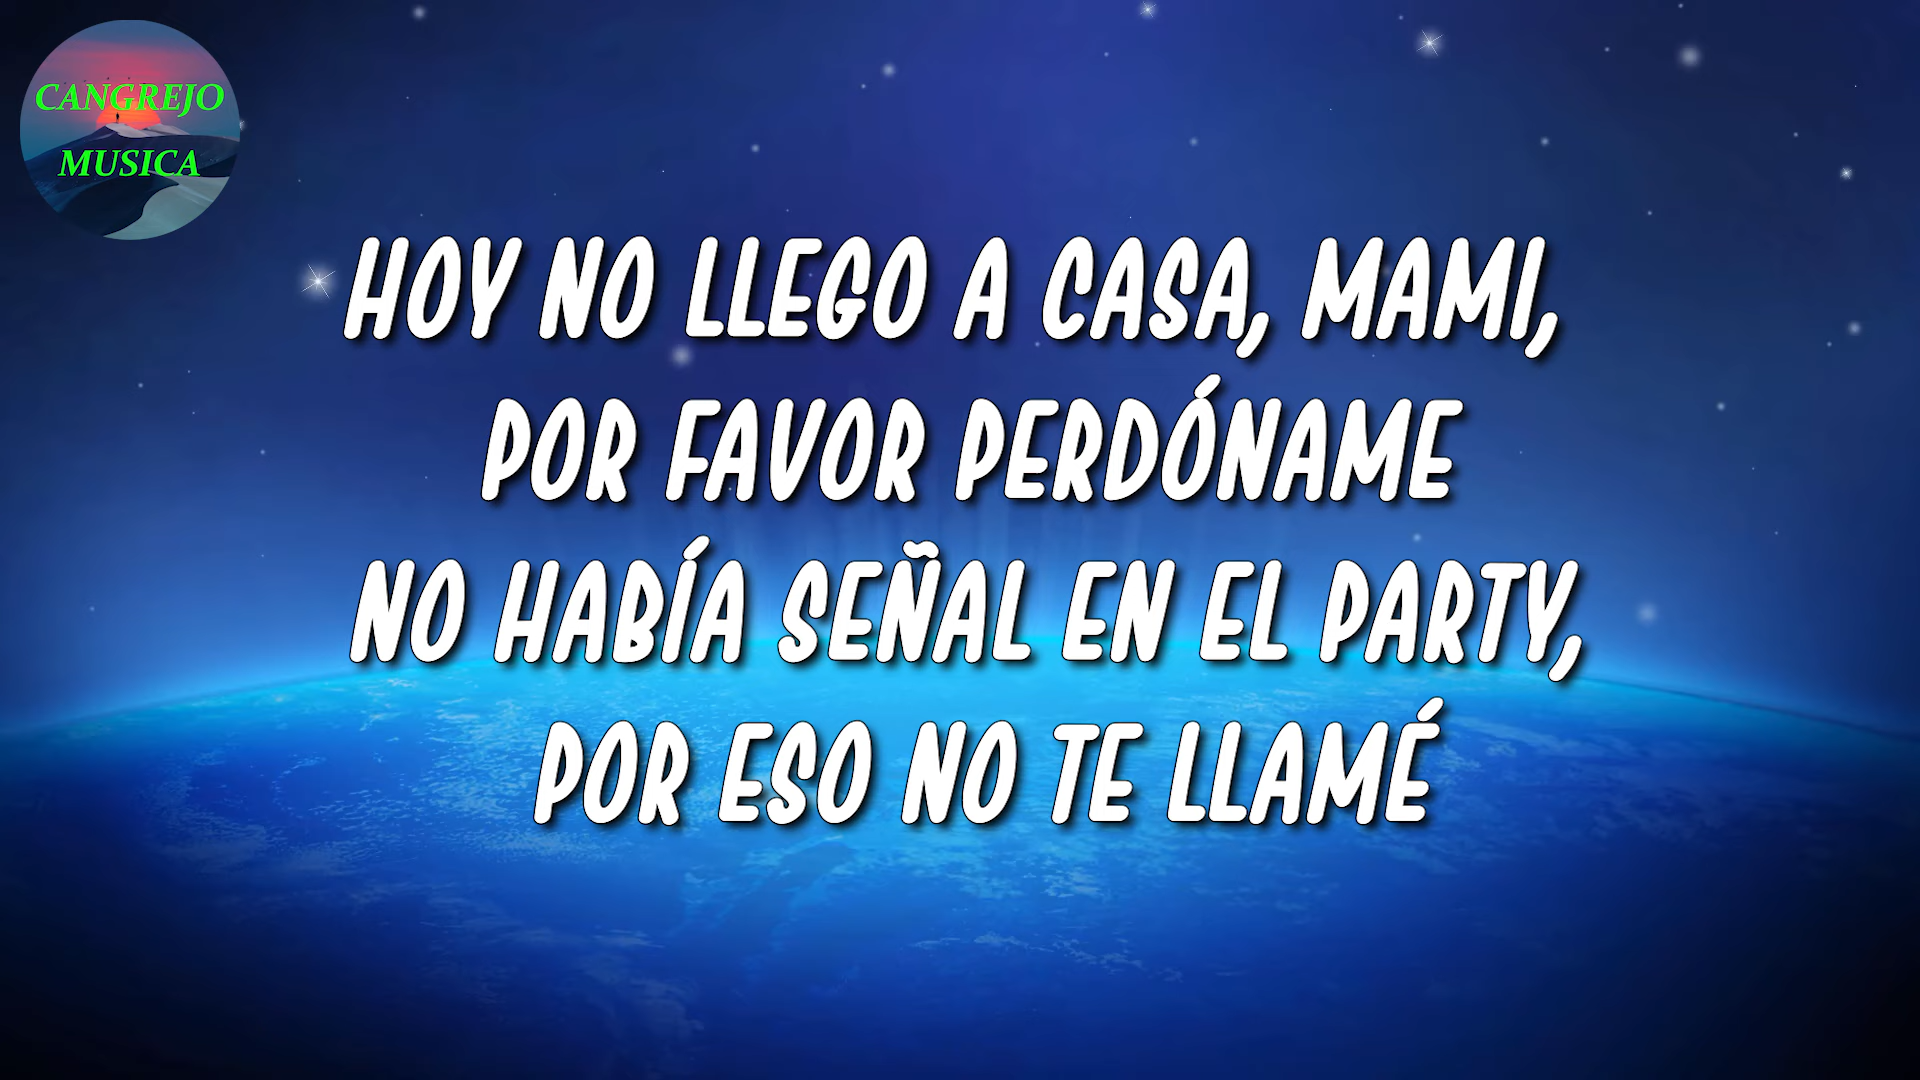 CANGREJO
MUSICA
HOY NO LLEGO A CASA, MAMI,
POR FAVOR PERDÓNAME
NO HABÍA SEÑAL EN EL PARTY,
POR ESO NO TE LLAMÉ